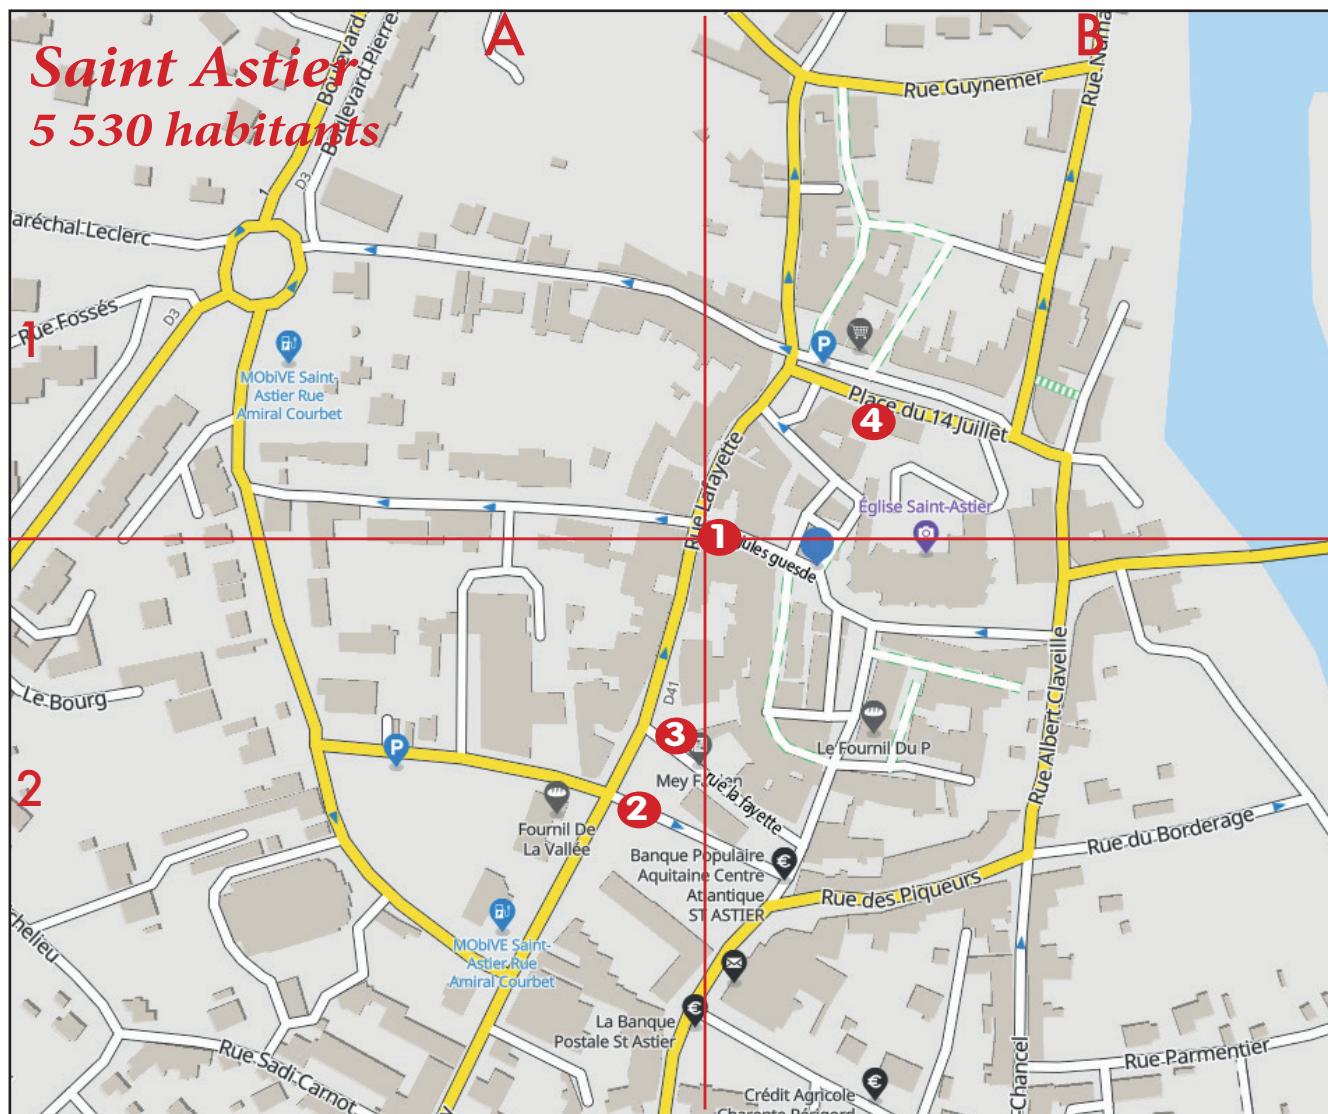 A
B
Saint Astier
5 530 habitants
Boulevard
Boulevard Pierre
Rue Guynemer
D3
aréchal Leclerc
Rue Fossés
D3
1
MObiVE Saint-
Astier Rue
Amiral Courbet
P
Place du 14 Juillet
4
Rue Lafayette
Église Saint-Astier
1
jules guesde
Le Bourg
D41
Rue Albert Claveille
P
3
Le Fournil Du P
2
Mey Fabien
rue la fayette
2
Fournil De
La Vallée
Rue du Borderage
Banque Populaire
Aquitaine Centre
Atlantique
ST ASTIER
€
Rue des Piqueurs
chelieu
MObiVE Saint-
Astier Rue
Amiral Courbet
€
La Banque
Postale St Astier
Rue Sadi Carnot
Chancel
Rue Parmentier
€
Crédit Agricole
Charente Périgord